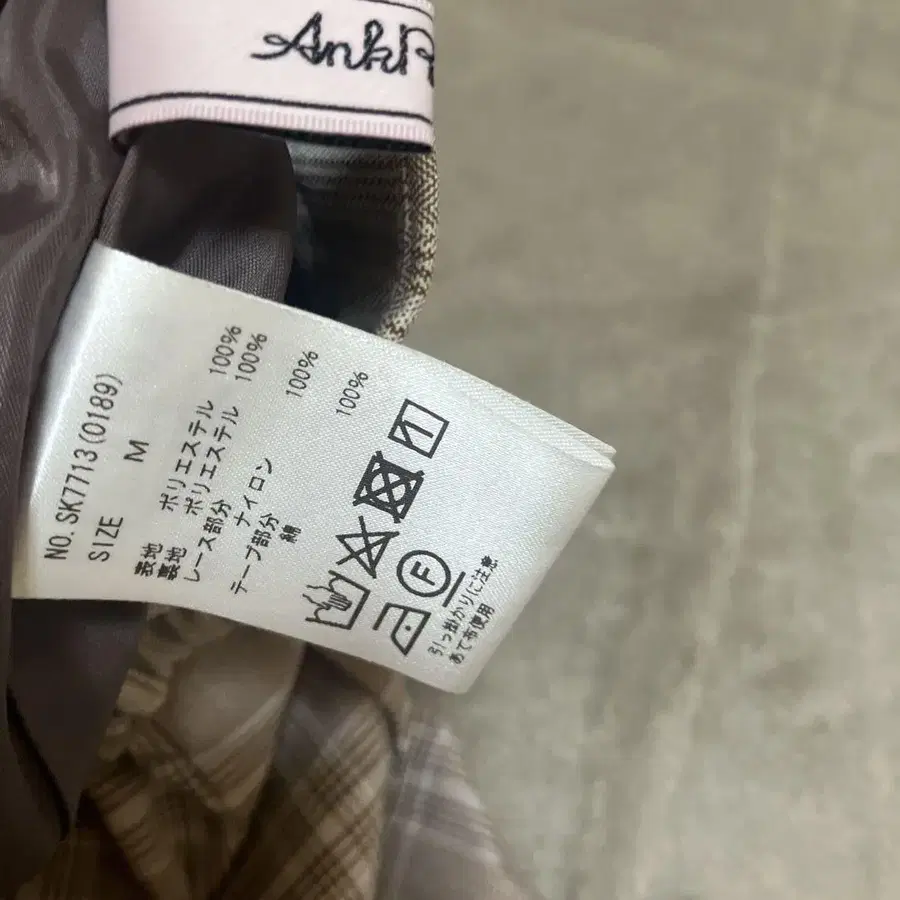 Ank
NO. SK7713(0189)
SIZE M
表地 ポリエステル 100%
裏地 ポリエステル 100%
レース部分
ナイロン 100%
テープ部分
綿 100%
F
引っ掛かりに注意
あて布使用